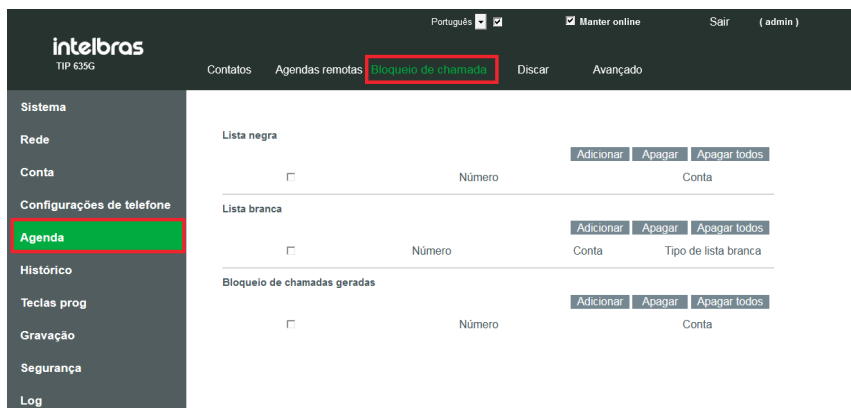 Português Manter online Sair ( admin )
intelbras
TIP 635G
Contatos Agendas remotas Bloqueio de chamada Discar Avançado
Sistema
Rede
Conta
Configurações de telefone
Agenda
Histórico
Teclas prog
Gravação
Segurança
Log
Lista negra
Adicionar Apagar Apagar todos
Número Conta
Lista branca
Adicionar Apagar Apagar todos
Número Conta Tipo de lista branca
Bloqueio de chamadas geradas
Adicionar Apagar Apagar todos
Número Conta